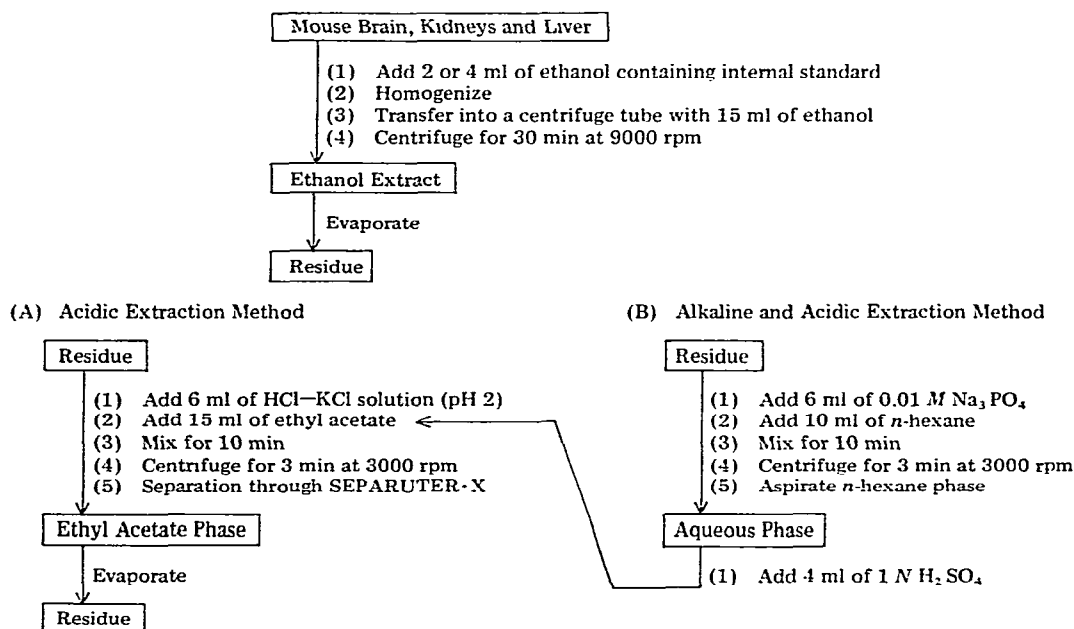 Mouse Brain, Kidneys and Liver
(1) Add 2 or 4 ml of ethanol containing internal standard
(2) Homogenize
(3) Transfer into a centrifuge tube with 15 ml of ethanol
(4) Centrifuge for 30 min at 9000 rpm
Ethanol Extract
Evaporate
Residue
(A) Acidic Extraction Method
Residue
(1) Add 6 ml of HCl—KCl solution (pH 2)
(2) Add 15 ml of ethyl acetate
(3) Mix for 10 min
(4) Centrifuge for 3 min at 3000 rpm
(5) Separation through SEPARUTER·X
Ethyl Acetate Phase
Evaporate
Residue
(B) Alkaline and Acidic Extraction Method
Residue
(1) Add 6 ml of 0.01 M Na₃PO₄
(2) Add 10 ml of n-hexane
(3) Mix for 10 min
(4) Centrifuge for 3 min at 3000 rpm
(5) Aspirate n-hexane phase
Aqueous Phase
(1) Add 4 ml of 1 N H₂SO₄